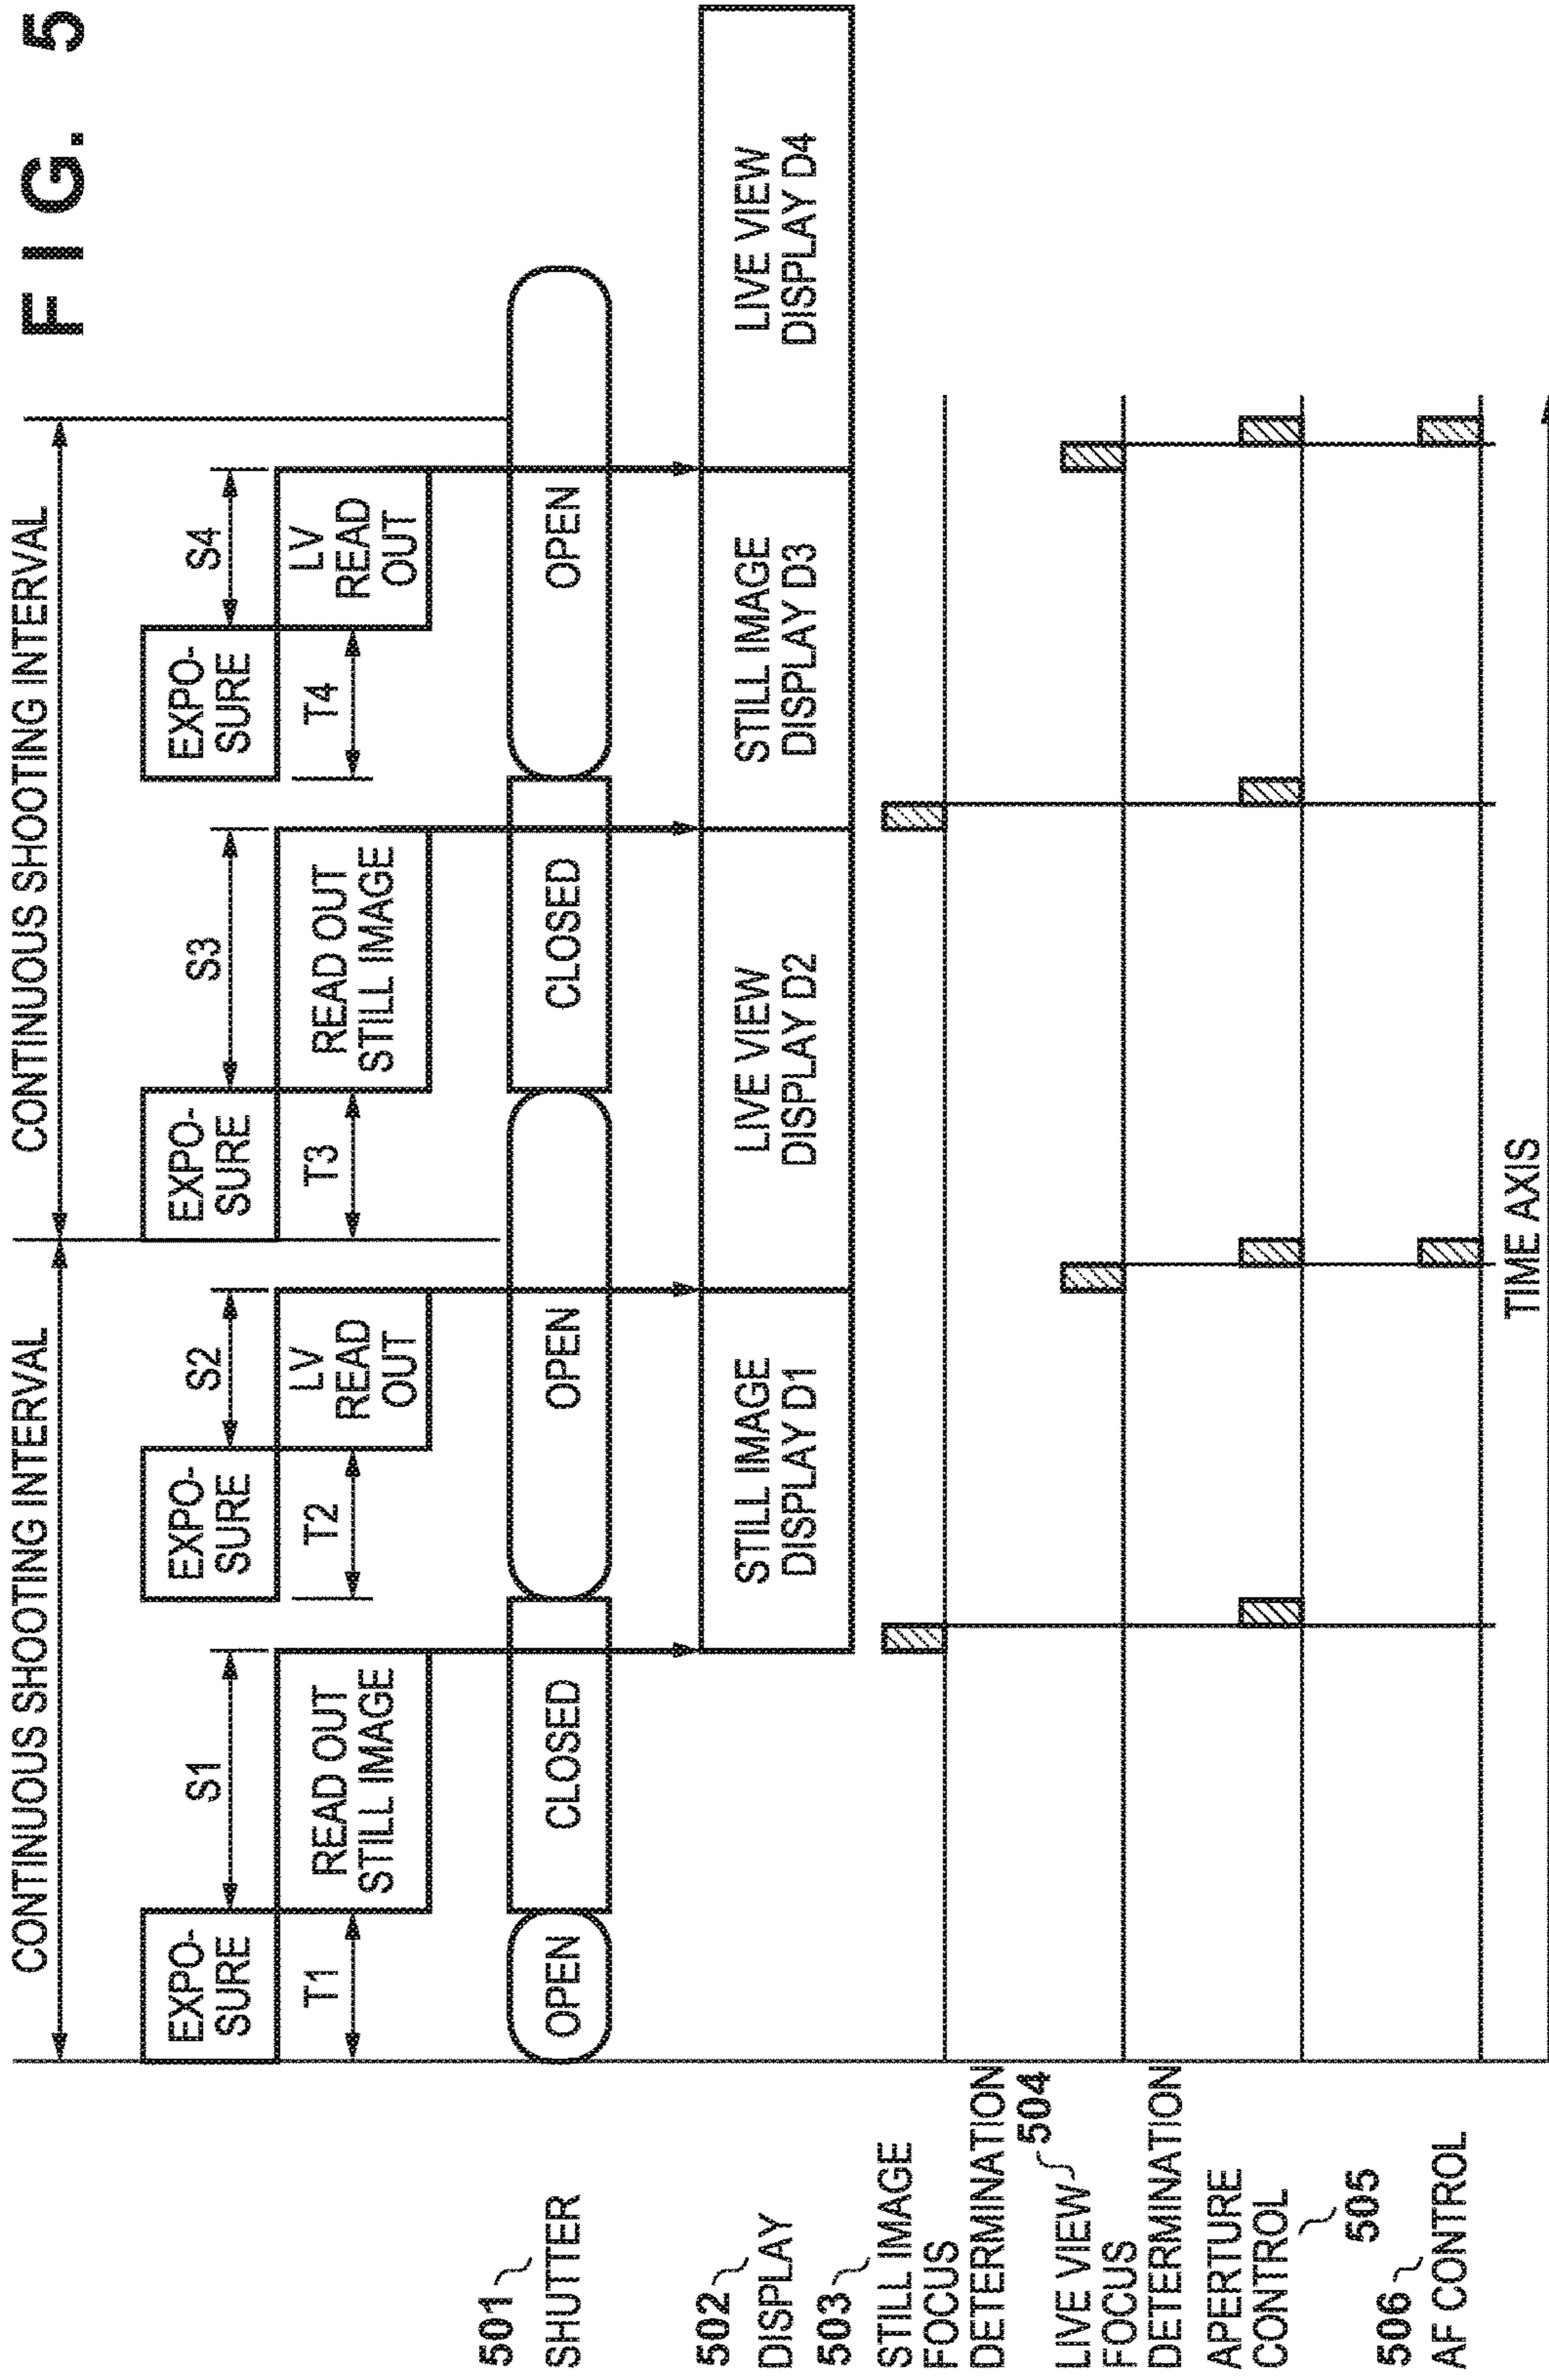 FIG. 5
CONTINUOUS SHOOTING INTERVAL
CONTINUOUS SHOOTING INTERVAL
S1
S2
S3
S4
EXPO-
SURE
READ OUT
STILL IMAGE
EXPO-
SURE
LV
READ
OUT
EXPO-
SURE
READ OUT
STILL IMAGE
EXPO-
SURE
LV
READ
OUT
T1
T2
T3
T4
501
SHUTTER
OPEN
CLOSED
OPEN
CLOSED
OPEN
502
DISPLAY
STILL IMAGE
DISPLAY D1
LIVE VIEW
DISPLAY D2
STILL IMAGE
DISPLAY D3
LIVE VIEW
DISPLAY D4
503
STILL IMAGE
FOCUS
DETERMINATION
504
LIVE VIEW
FOCUS
DETERMINATION
APERTURE
CONTROL
505
506
AF CONTROL
TIME AXIS